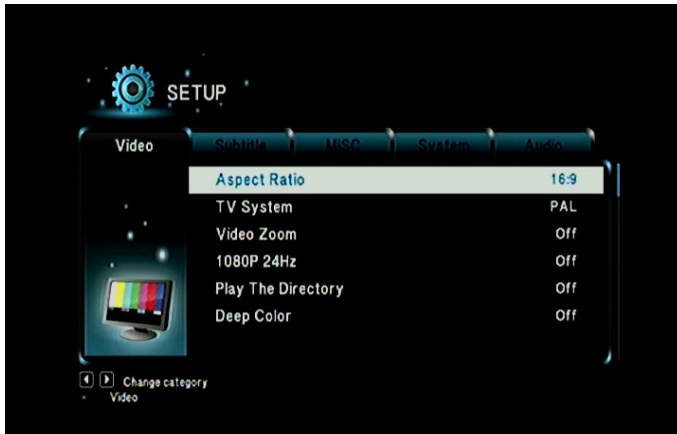 SETUP
Video Subtitle MISC System Audio
Aspect Ratio 16:9
TV System PAL
Video Zoom Off
1080P 24Hz Off
Play The Directory Off
Deep Color Off
Change category
Video